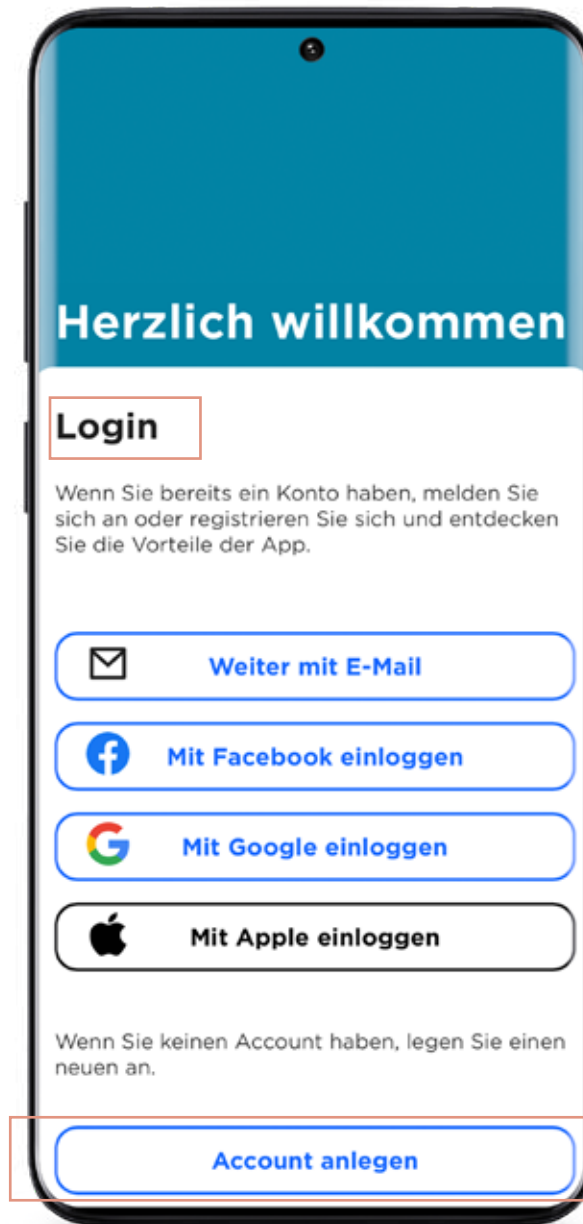 Herzlich willkommen
Login
Wenn Sie bereits ein Konto haben, melden Sie
sich an oder registrieren Sie sich und entdecken
Sie die Vorteile der App.
Weiter mit E-Mail
Mit Facebook einloggen
Mit Google einloggen
Mit Apple einloggen
Wenn Sie keinen Account haben, legen Sie einen
neuen an.
Account anlegen